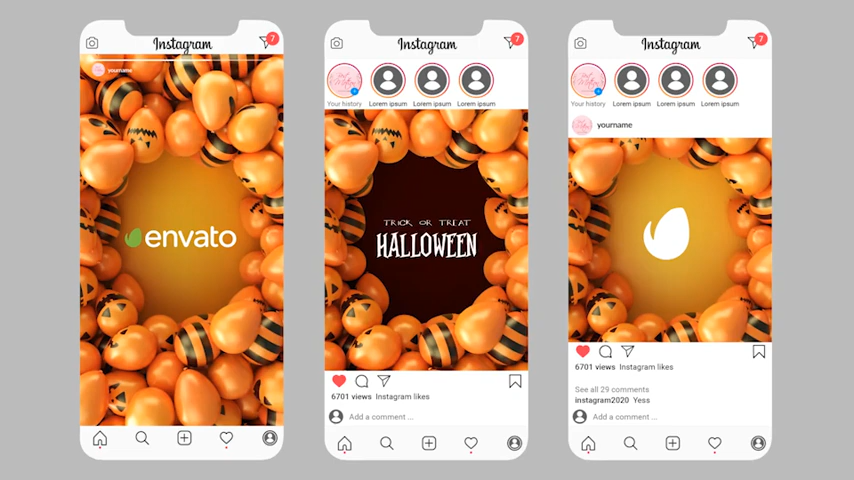 Instagram
7
yourname
envato
Instagram
7
Your history
Lorem ipsum
Lorem ipsum
Lorem ipsum
TRICK OR TREAT
HALLOWEEN
6701 views Instagram likes
Add a comment ...
Instagram
7
Your history
Lorem ipsum
Lorem ipsum
Lorem ipsum
yourname
6701 views Instagram likes
See all 29 comments
instagram2020 Yess
Add a comment ...